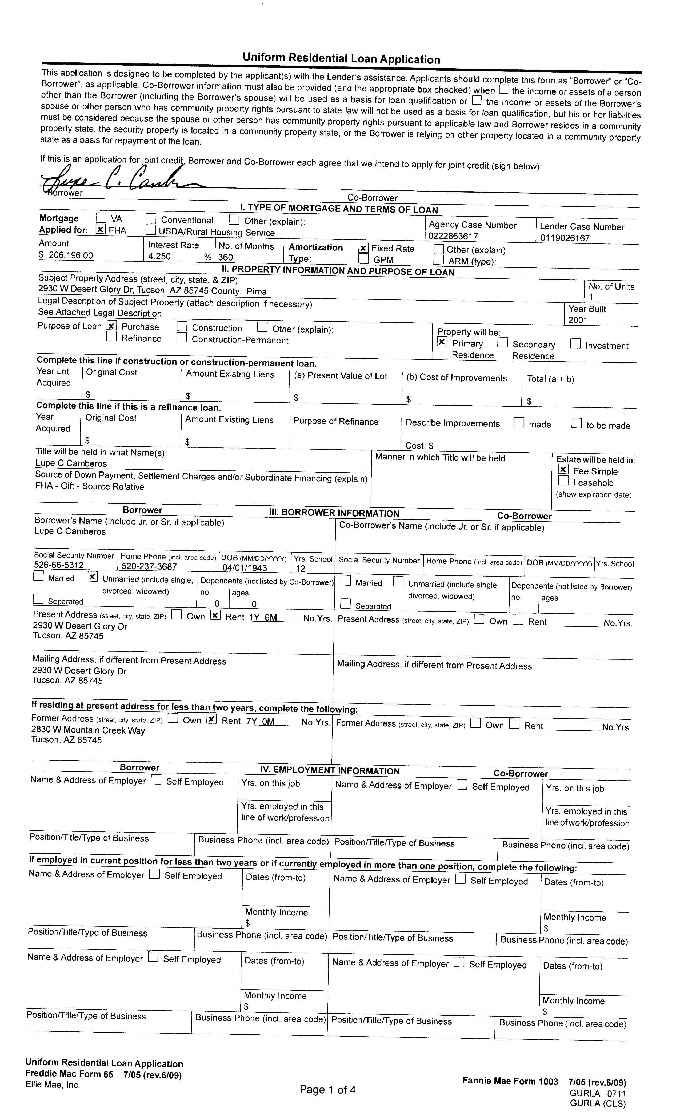 Uniform Residential Loan Application
This application is designed to be completed by the applicant(s) with the Lender's assistance. Applicants should complete this form as "Borrower" or "Co-
Borrower", as applicable. Co-Borrower information must also be provided (and the appropriate box checked) when ☐ the income or assets of a person
other than the Borrower (including the Borrower's spouse) will be used as a basis for loan qualification or ☐ the income or assets of the Borrower's
spouse or other person who has community property rights pursuant to state law will not be used as a basis for loan qualification, but his or her liabilities
must be considered because the spouse or other person has community property rights pursuant to applicable law and Borrower resides in a community
property state, the security property is located in a community property state, or the Borrower is relying on other property located in a community property
state as a basis for repayment of the loan.
If this is an application for joint credit, Borrower and Co-Borrower each agree that we intend to apply for joint credit (sign below):
Borrower Co-Borrower
I. TYPE OF MORTGAGE AND TERMS OF LOAN
Mortgage ☐ VA ☐ Conventional ☐ Other (explain): Agency Case Number Lender Case Number
Applied for: ☒ FHA ☐ USDA/Rural Housing Service 0222863617 0119026167
Amount Interest Rate No. of Months Amortization ☒ Fixed Rate ☐ Other (explain)
$ 206,196.00 4.250 % 360 Type: ☐ GPM ☐ ARM (type):
II. PROPERTY INFORMATION AND PURPOSE OF LOAN
Subject Property Address (street, city, state, & ZIP) No. of Units
2930 W Desert Glory Dr, Tucson, AZ 85745 County: Pima 1
Legal Description of Subject Property (attach description if necessary) Year Built
See Attached Legal Description 2001
Purpose of Loan ☒ Purchase ☐ Construction ☐ Other (explain): Property will be:
☐ Refinance ☐ Construction-Permanent ☒ Primary Residence ☐ Secondary Residence ☐ Investment
Complete this line if construction or construction-permanent loan.
Year Lot Acquired Original Cost Amount Existing Liens (a) Present Value of Lot (b) Cost of Improvements Total (a + b)
$ $ $ $ $
Complete this line if this is a refinance loan.
Year Acquired Original Cost Amount Existing Liens Purpose of Refinance Describe Improvements ☐ made ☐ to be made
$ $ Cost: $
Title will be held in what Name(s) Manner in which Title will be held Estate will be held in:
Lupe C Camberos ☒ Fee Simple
Source of Down Payment, Settlement Charges and/or Subordinate Financing (explain) ☐ Leasehold
FHA - Gift - Source Relative (show expiration date)
Borrower III. BORROWER INFORMATION Co-Borrower
Borrower's Name (include Jr. or Sr. if applicable) Co-Borrower's Name (include Jr. or Sr. if applicable)
Lupe C Camberos
Social Security Number Home Phone (incl. area code) DOB (MM/DD/YYYY) Yrs. School Social Security Number Home Phone (incl. area code) DOB (MM/DD/YYYY) Yrs. School
526-66-5312 520-237-3687 04/01/1943 12
☐ Married ☒ Unmarried (include single, divorced, widowed) Dependents (not listed by Co-Borrower) ☐ Married ☐ Unmarried (include single, divorced, widowed) Dependents (not listed by Borrower)
☐ Separated no. 0 ages 0 ☐ Separated no. ages
Present Address (street, city, state, ZIP) ☐ Own ☒ Rent 1Y 6M No. Yrs. Present Address (street, city, state, ZIP) ☐ Own ☐ Rent No. Yrs.
2930 W Desert Glory Dr
Tucson, AZ 85745
Mailing Address, if different from Present Address Mailing Address, if different from Present Address
2930 W Desert Glory Dr
Tucson, AZ 85745
If residing at present address for less than two years, complete the following:
Former Address (street, city, state, ZIP) ☐ Own ☒ Rent 7Y 0M No. Yrs. Former Address (street, city, state, ZIP) ☐ Own ☐ Rent No. Yrs.
2830 W Mountain Creek Way
Tucson, AZ 85745
Borrower IV. EMPLOYMENT INFORMATION Co-Borrower
Name & Address of Employer ☐ Self Employed Yrs. on this job Name & Address of Employer ☐ Self Employed Yrs. on this job
Yrs. employed in this line of work/profession Yrs. employed in this line of work/profession
Position/Title/Type of Business Business Phone (incl. area code) Position/Title/Type of Business Business Phone (incl. area code)
If employed in current position for less than two years or if currently employed in more than one position, complete the following:
Name & Address of Employer ☐ Self Employed Dates (from-to) Name & Address of Employer ☐ Self Employed Dates (from-to)
Monthly Income Monthly Income
$ $
Position/Title/Type of Business Business Phone (incl. area code) Position/Title/Type of Business Business Phone (incl. area code)
Name & Address of Employer ☐ Self Employed Dates (from-to) Name & Address of Employer ☐ Self Employed Dates (from-to)
Monthly Income Monthly Income
$ $
Position/Title/Type of Business Business Phone (incl. area code) Position/Title/Type of Business Business Phone (incl. area code)
Uniform Residential Loan Application
Freddie Mac Form 65 7/05 (rev.6/09) Fannie Mae Form 1003 7/05 (rev.6/09)
Ellie Mae, Inc. Page 1 of 4 GURLA 0711
GURLA (CLS)